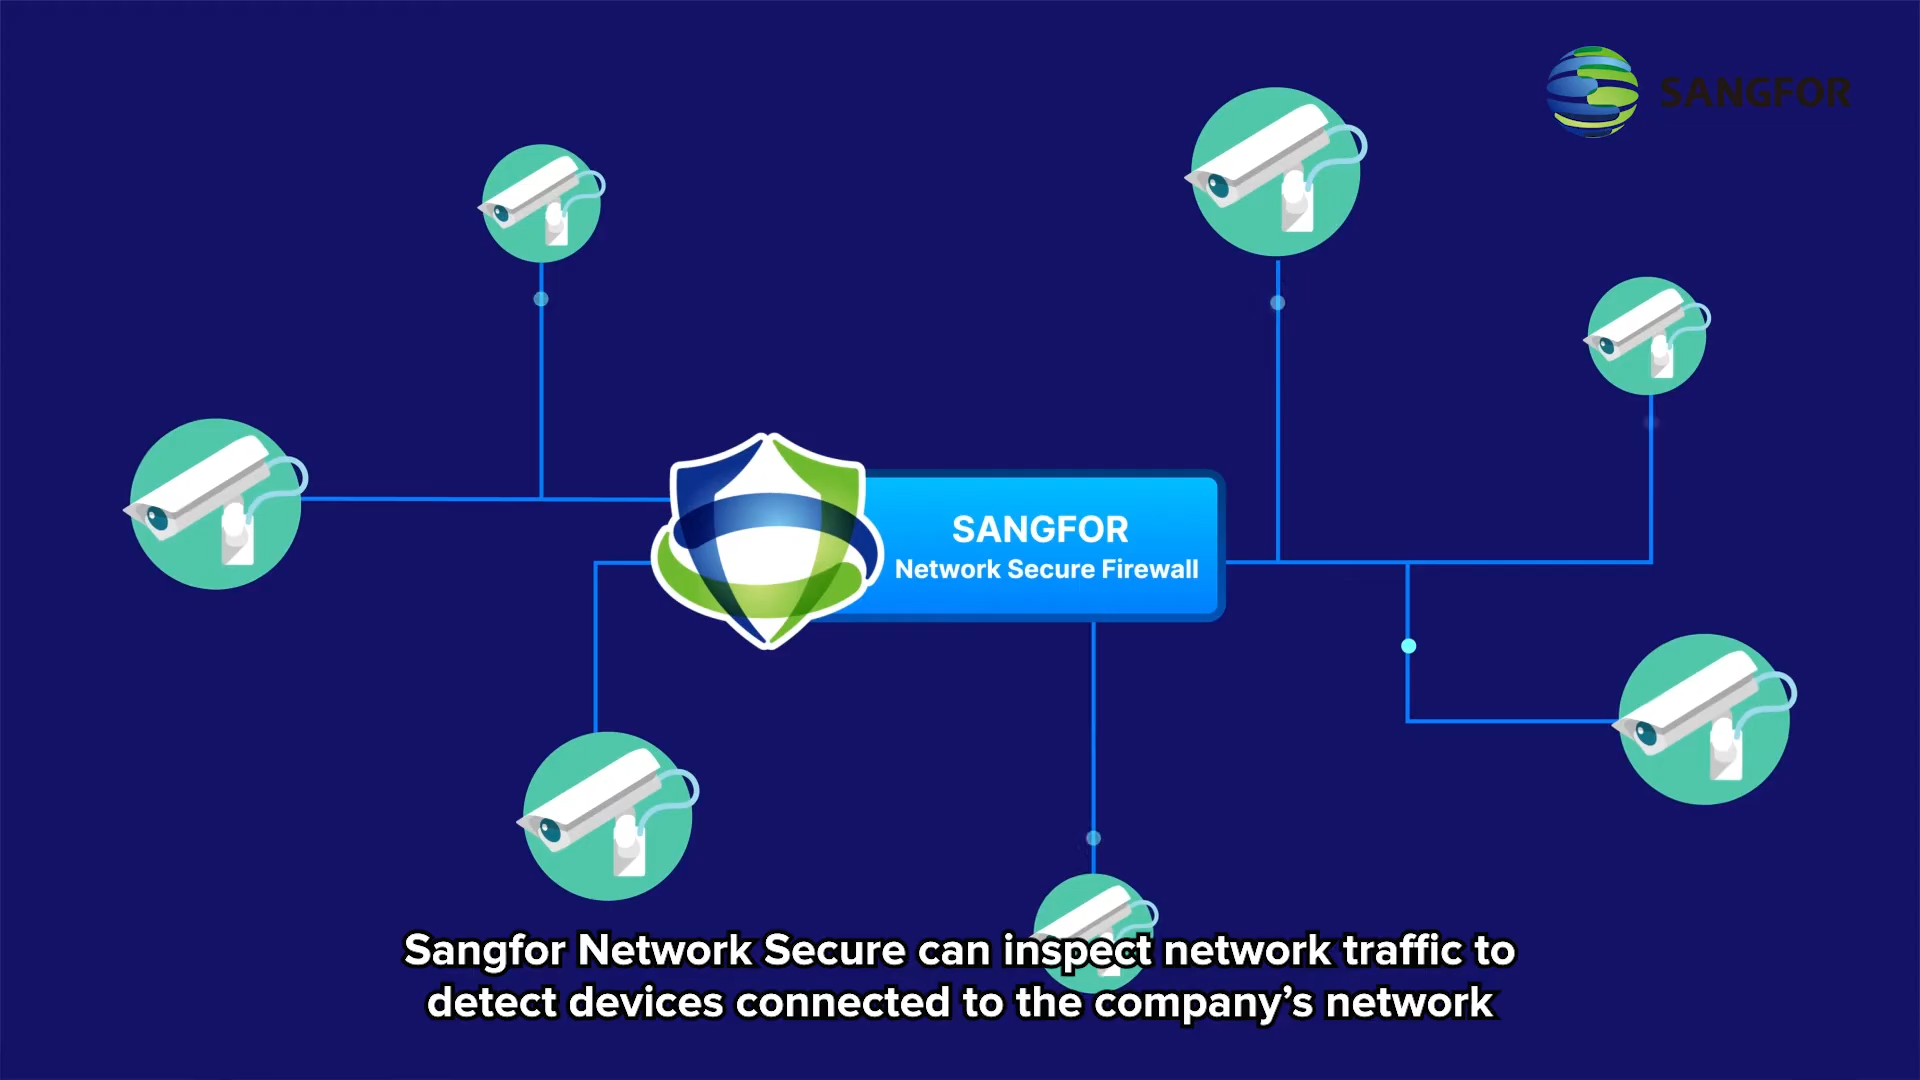 SANGFOR
SANGFOR
Network Secure Firewall
Sangfor Network Secure can inspect network traffic to
detect devices connected to the company’s network